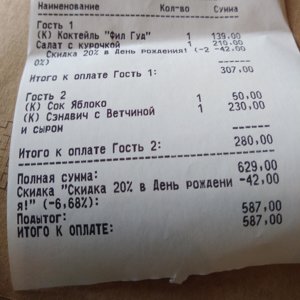 Наименование Кол-во Сумма
Гость 1
(К) Коктейль "Фил Гуд" 1 139.00
Салат с курочкой 1 210.00
Скидка 20% в День рождения! (-2 -42.00
0%)
Итого к оплате Гость 1: 307.00
Гость 2
(К) Сок Яблоко 1 50,00
(К) Сэндвич с Ветчиной 1 230,00
и сыром
Итого к оплате Гость 2: 280,00
Полная сумма: 629,00
Скидка "Скидка 20% в День рождени -42,00
я!" (-6,68%):
Подытог: 587,00
ИТОГО К ОПЛАТЕ: 587,00